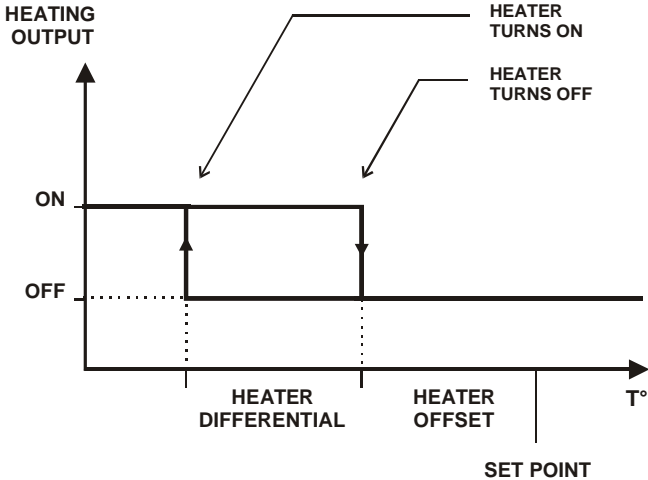 HEATING
OUTPUT
HEATER
TURNS ON
HEATER
TURNS OFF
ON
OFF
HEATER
DIFFERENTIAL
HEATER
OFFSET
T°
SET POINT